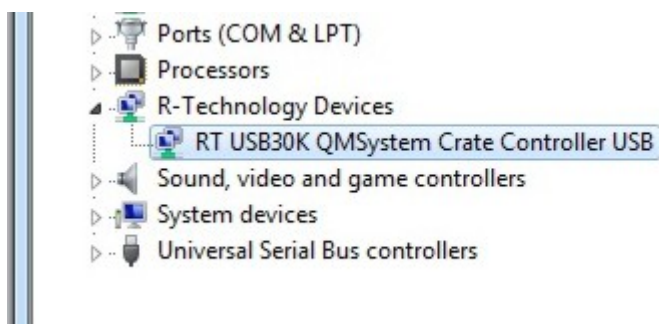 Ports (COM & LPT)
Processors
R-Technology Devices
RT USB30K QMSystem Crate Controller USB
Sound, video and game controllers
System devices
Universal Serial Bus controllers